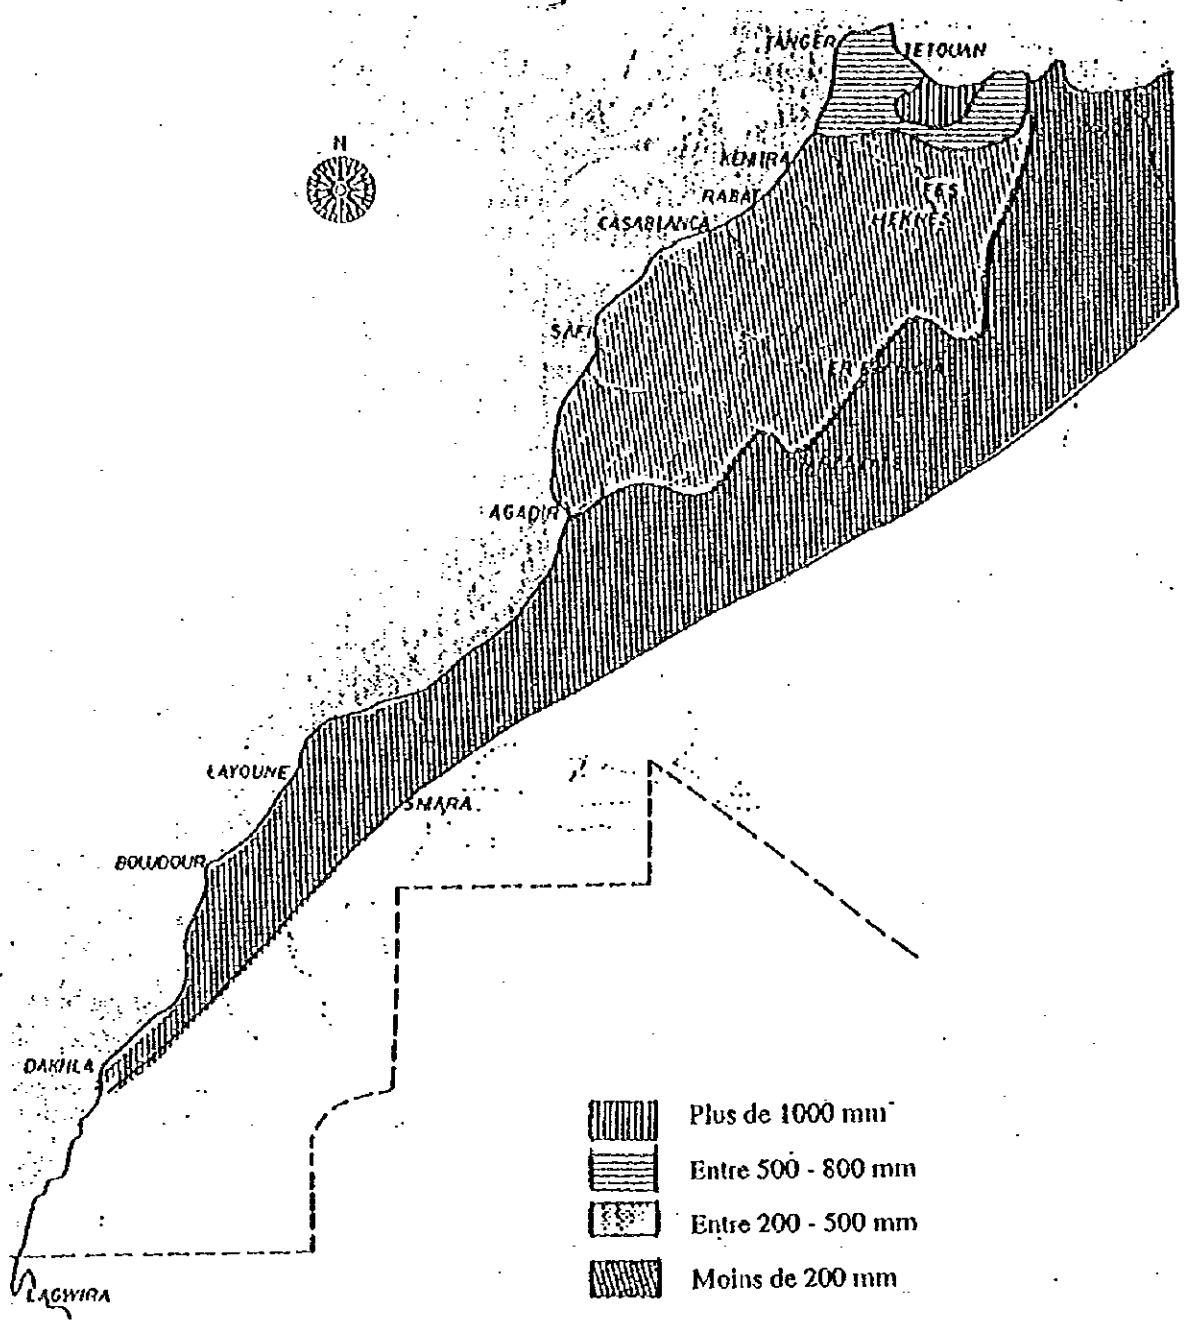 TANGER
TETOUAN
N
KENITRA
RABAT
FES
MEKNES
CASABLANCA
SAFI
AGADIR
LAYOUNE
SMARA
BOUJDOUR
DAKHLA
LAGWIRA
Plus de 1000 mm
Entre 500 - 800 mm
Entre 200 - 500 mm
Moins de 200 mm